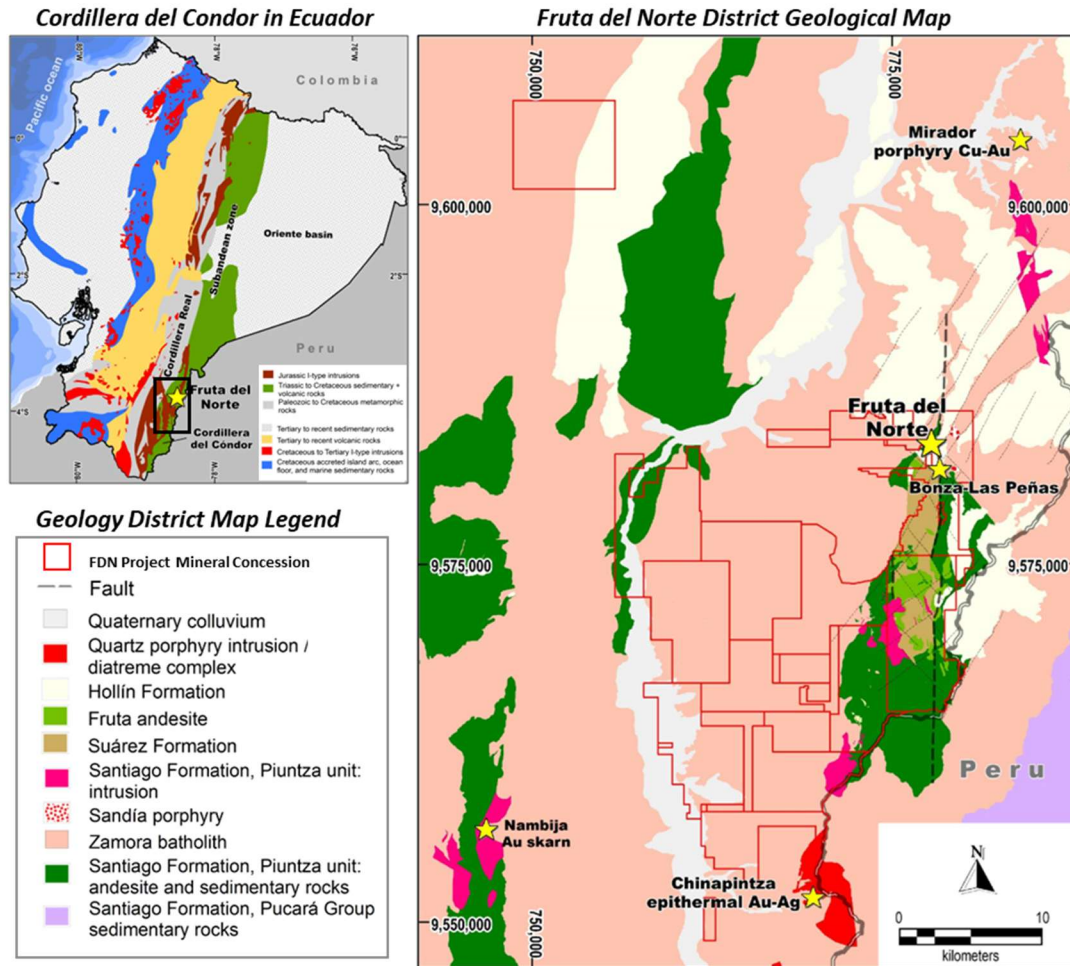 Cordillera del Condor in Ecuador
80°W
78°W
76°W
Colombia
Pacific ocean
0°
0°
Subandean zone
Oriente basin
2°S
2°S
Cordillera Real
Peru
Jurassic I-type intrusions
Triassic to Cretaceous sedimentary +
volcanic rocks
Paleozoic to Cretaceous metamorphic
rocks
Tertiary to recent sedimentary rocks
Tertiary to recent volcanic rocks
Cretaceous to Tertiary I-type intrusions
Cretaceous accreted island arc, ocean
floor, and marine sedimentary rocks
Fruta del
Norte
4°S
Cordillera
del Cóndor
Geology District Map Legend
FDN Project Mineral Concession
Fault
Quaternary colluvium
Quartz porphyry intrusion /
diatreme complex
Hollín Formation
Fruta andesite
Suárez Formation
Santiago Formation, Piuntza unit:
intrusion
Sandía porphyry
Zamora batholith
Santiago Formation, Piuntza unit:
andesite and sedimentary rocks
Santiago Formation, Pucará Group
sedimentary rocks
Fruta del Norte District Geological Map
750,000
775,000
Mirador
porphyry Cu-Au
9,600,000
9,600,000
Fruta del
Norte
Bonza-Las Peñas
9,575,000
9,575,000
Peru
Nambija
Au skarn
Chinapintza
epithermal Au-Ag
9,550,000
750,000
N
0
10
kilometers